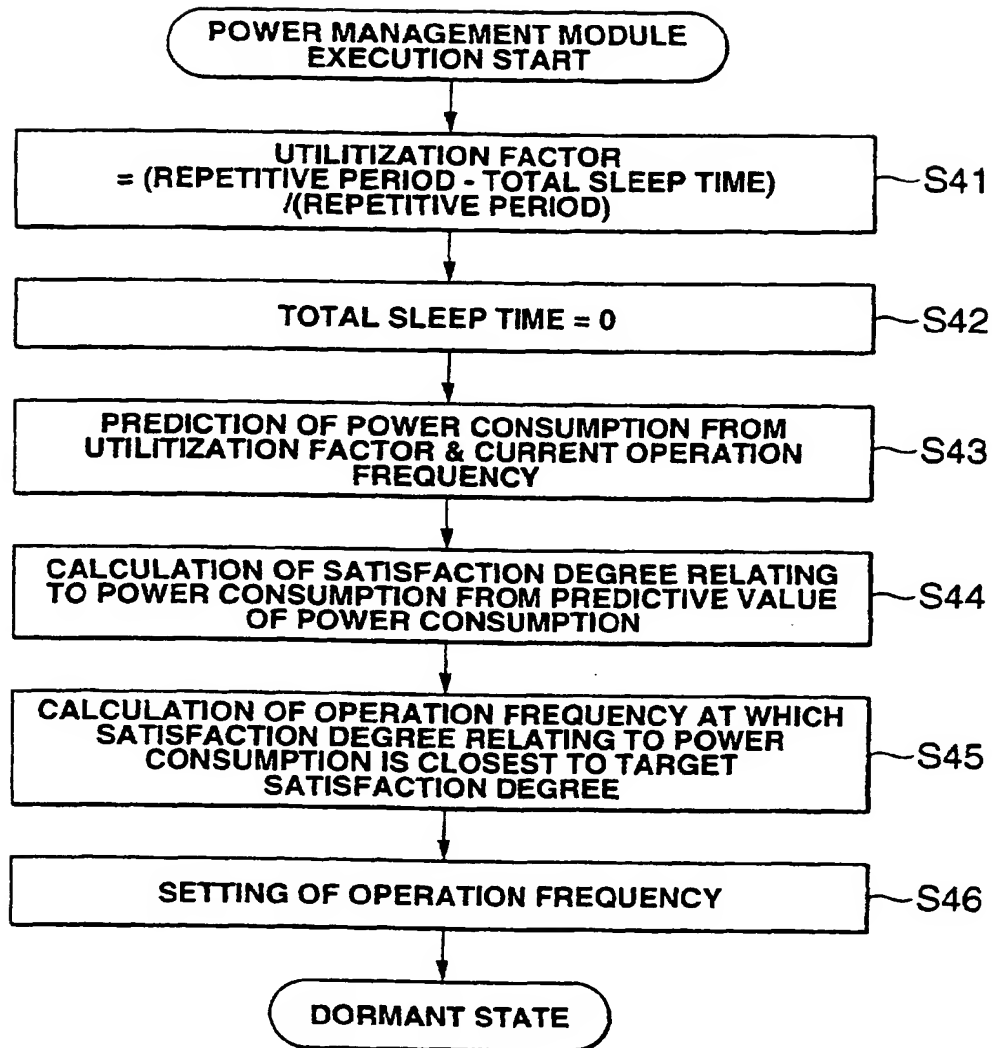 POWER MANAGEMENT MODULE
EXECUTION START
UTILITIZATION FACTOR
= (REPETITIVE PERIOD - TOTAL SLEEP TIME)
/(REPETITIVE PERIOD)
S41
TOTAL SLEEP TIME = 0
S42
PREDICTION OF POWER CONSUMPTION FROM
UTILITIZATION FACTOR & CURRENT OPERATION
FREQUENCY
S43
CALCULATION OF SATISFACTION DEGREE RELATING
TO POWER CONSUMPTION FROM PREDICTIVE VALUE
OF POWER CONSUMPTION
S44
CALCULATION OF OPERATION FREQUENCY AT WHICH
SATISFACTION DEGREE RELATING TO POWER
CONSUMPTION IS CLOSEST TO TARGET
SATISFACTION DEGREE
S45
SETTING OF OPERATION FREQUENCY
S46
DORMANT STATE